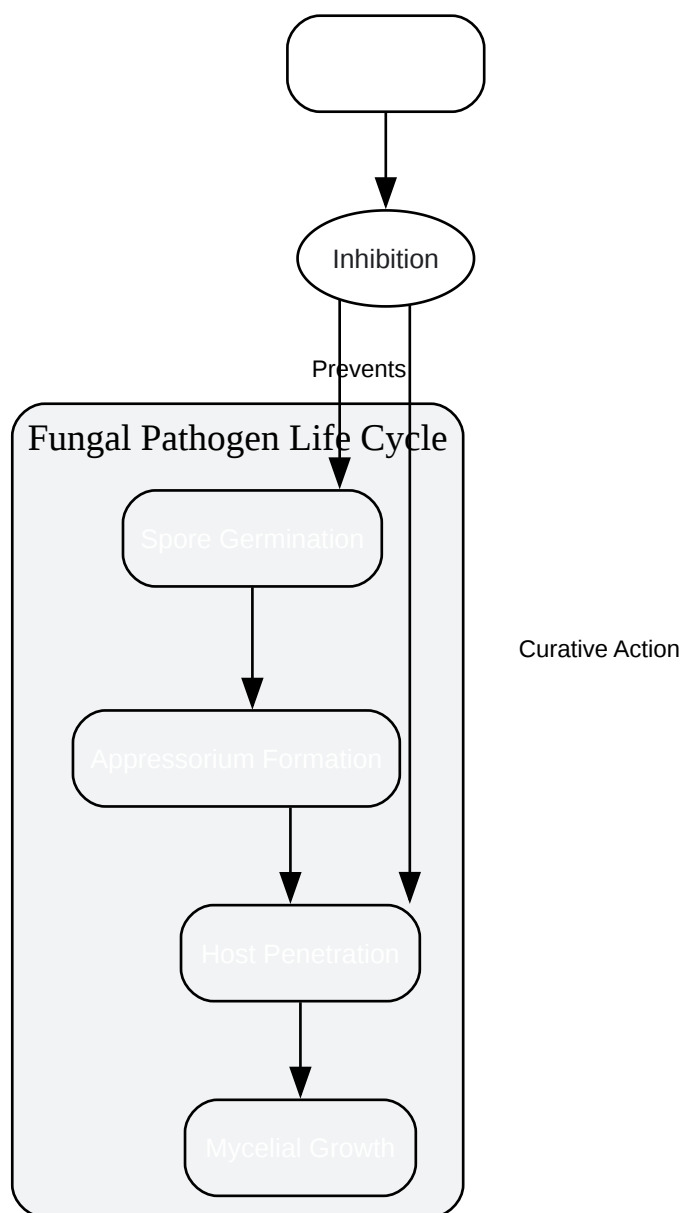 Inhibition
Prevents
Fungal Pathogen Life Cycle
Spore Germination
Curative Action
Appressorium Formation
Host Penetration
Mycelial Growth